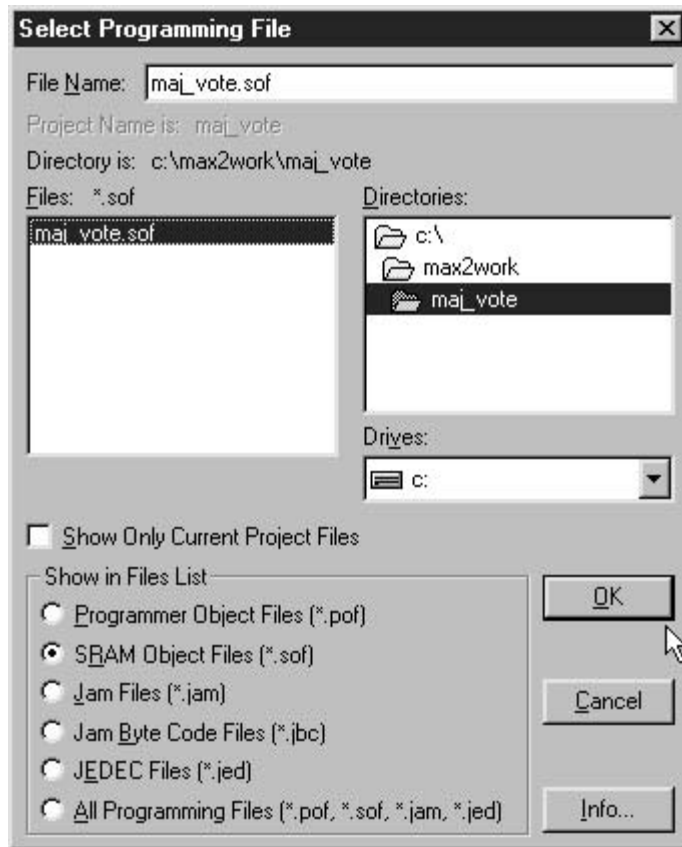 Select Programming File
File Name: maj_vote.sof
Project Name is: maj_vote
Directory is: c:\max2work\maj_vote
Files: *.sof
maj_vote.sof
Directories:
c:\
max2work
maj_vote
Drives:
c:
Show Only Current Project Files
Show in Files List
Programmer Object Files (*.pof)
SRAM Object Files (*.sof)
Jam Files (*.jam)
Jam Byte Code Files (*.jbc)
JEDEC Files (*.jed)
All Programming Files (*.pof, *.sof, *.jam, *.jed)
OK
Cancel
Info...